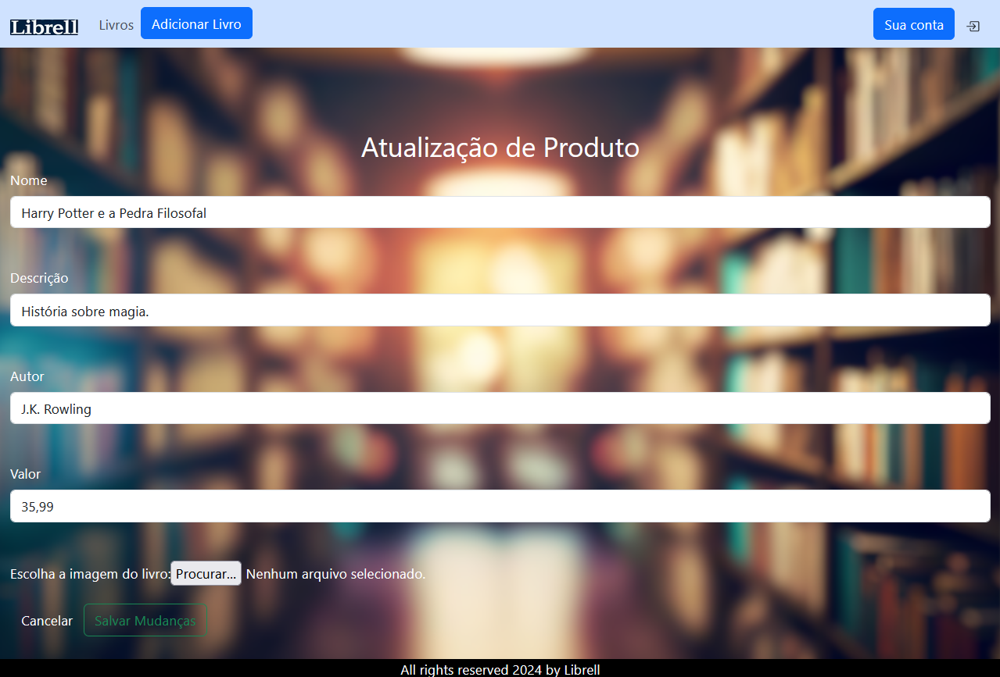 Librell Livros Adicionar Livro Sua conta
Atualização de Produto
Nome
Harry Potter e a Pedra Filosofal
Descrição
História sobre magia.
Autor
J.K. Rowling
Valor
35,99
Escolha a imagem do livro: Procurar... Nenhum arquivo selecionado.
Cancelar Salvar Mudanças
All rights reserved 2024 by Librell